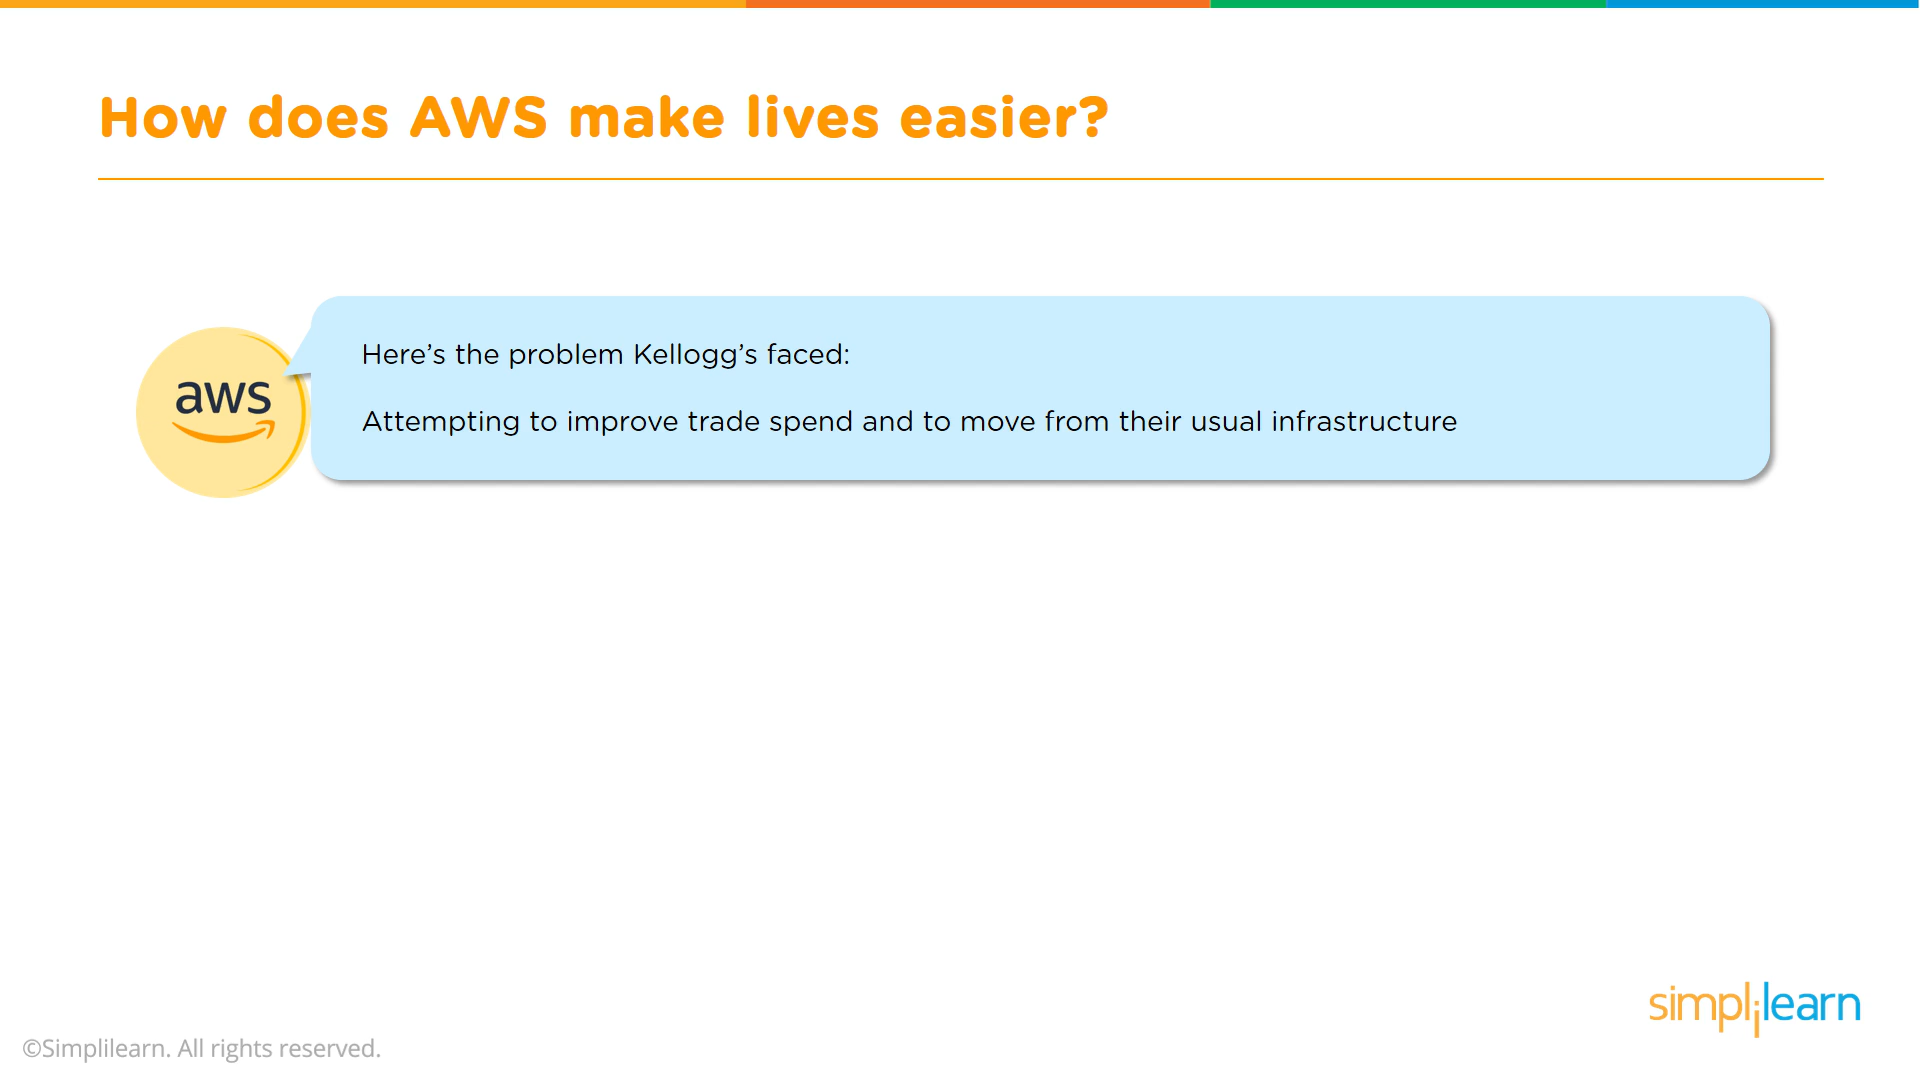 How does AWS make lives easier?
aws
Here’s the problem Kellogg’s faced:
Attempting to improve trade spend and to move from their usual infrastructure
simplilearn
©Simplilearn. All rights reserved.